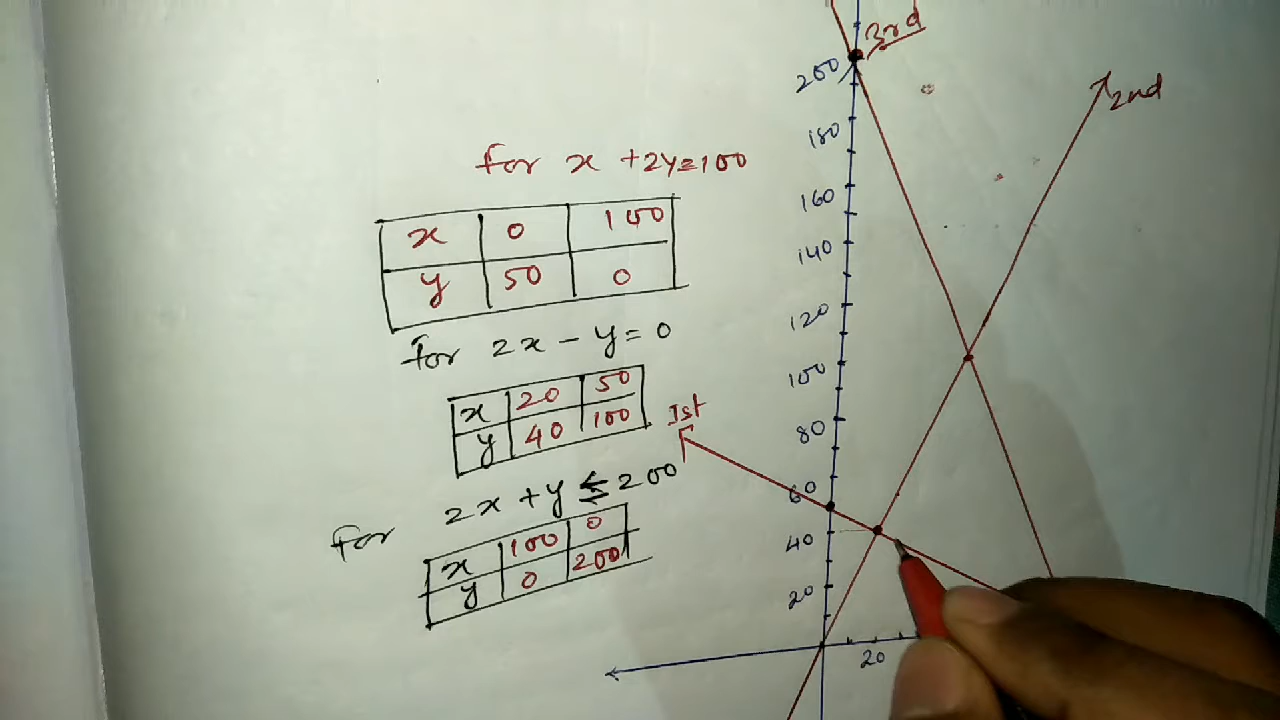 for x + 2y = 100
x 0 100
y 50 0
for 2x - y = 0
x 20 50
y 40 100
for 2x + y ≤ 200
x 100 0
y 0 200
3rd
2nd
Ist
200
180
160
140
120
100
80
60
40
20
20